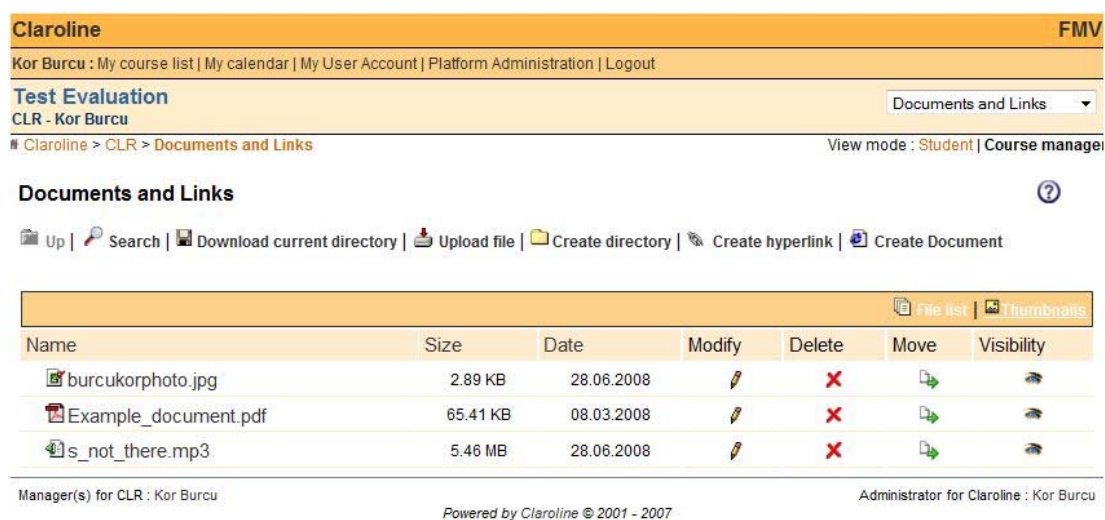 Claroline FMV
Kor Burcu : My course list | My calendar | My User Account | Platform Administration | Logout
Test Evaluation
CLR - Kor Burcu
Documents and Links
Claroline > CLR > Documents and Links
View mode : Student | Course manager
Documents and Links
Up | Search | Download current directory | Upload file | Create directory | Create hyperlink | Create Document
File list | Thumbnails
Name Size Date Modify Delete Move Visibility
burcukorphoto.jpg 2.89 KB 28.06.2008
Example_document.pdf 65.41 KB 08.03.2008
s_not_there.mp3 5.46 MB 28.06.2008
Manager(s) for CLR : Kor Burcu
Administrator for Claroline : Kor Burcu
Powered by Claroline © 2001 - 2007